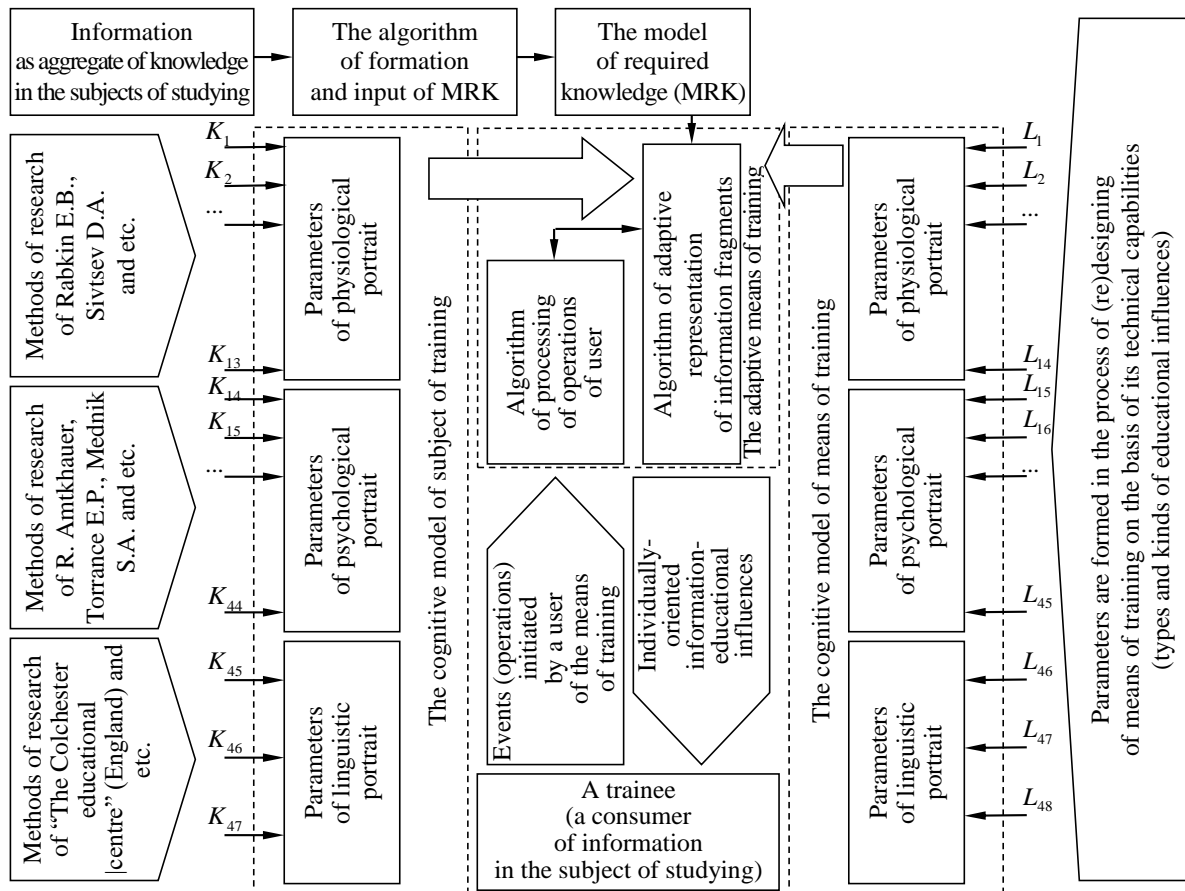 Information
as aggregate of knowledge
in the subjects of studying
The algorithm
of formation
and input of MRK
The model
of required
knowledge (MRK)
Methods of research
of Rabkin E.B.,
Sivtsev D.A.
and etc.
Methods of research
of R. Amtkhauer,
Torrance E.P., Mednik
S.A. and etc.
Methods of research
of “The Colchester
educational
|centre” (England) and
etc.
K1
K2
...
K13
K14
K15
...
K44
K45
K46
K47
Parameters
of physiological
portrait
Parameters
of psychological
portrait
Parameters
of linguistic
portrait
The cognitive model of subject of training
Algorithm
of processing
of operations
of user
Algorithm of adaptive
representation
of information fragments
The adaptive means of training
Events (operations)
initiated
by a user
of the means
of training
Individually-
oriented
information-
educational
influences
A trainee
(a consumer
of information
in the subject of studying)
The cognitive model of means of training
Parameters
of physiological
portrait
Parameters
of psychological
portrait
Parameters
of linguistic
portrait
L1
L2
...
L14
L15
L16
...
L45
L46
L47
L48
Parameters are formed in the process of (re)designing
of means of training on the basis of its technical capabilities
(types and kinds of educational influences)